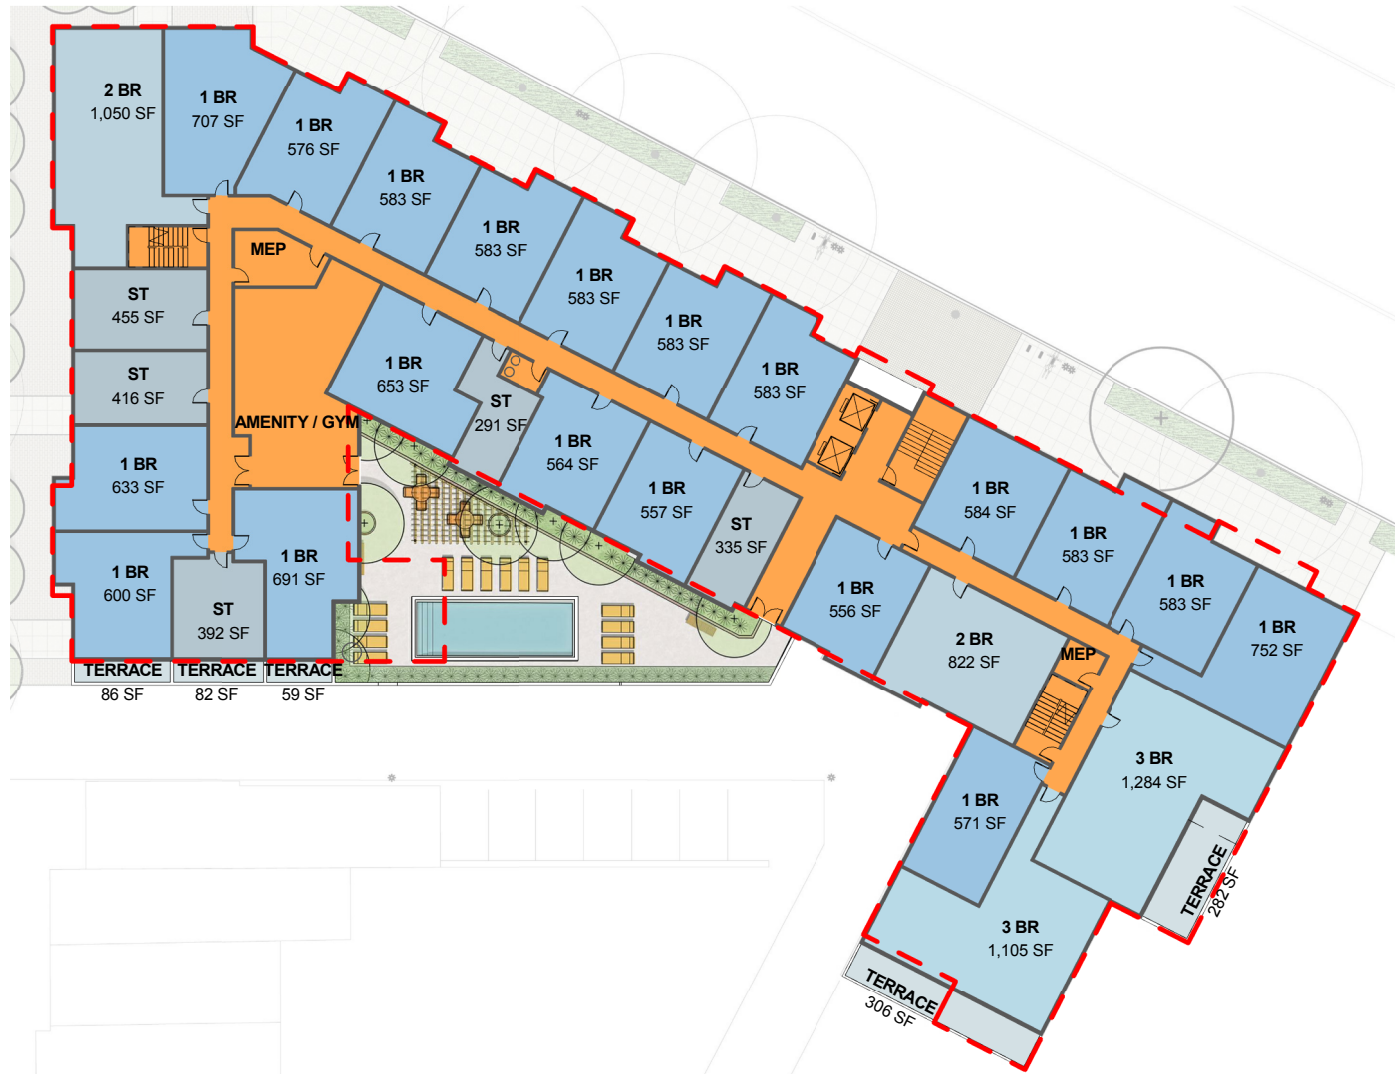 2 BR
1,050 SF
1 BR
707 SF
1 BR
576 SF
1 BR
583 SF
1 BR
583 SF
1 BR
583 SF
1 BR
583 SF
1 BR
583 SF
MEP
ST
455 SF
ST
416 SF
1 BR
633 SF
1 BR
600 SF
ST
392 SF
1 BR
691 SF
AMENITY / GYM
1 BR
653 SF
ST
291 SF
1 BR
564 SF
1 BR
557 SF
ST
335 SF
1 BR
584 SF
1 BR
583 SF
1 BR
583 SF
1 BR
752 SF
1 BR
556 SF
2 BR
822 SF
MEP
3 BR
1,284 SF
1 BR
571 SF
3 BR
1,105 SF
TERRACE
86 SF
TERRACE
82 SF
TERRACE
59 SF
TERRACE
282 SF
TERRACE
306 SF